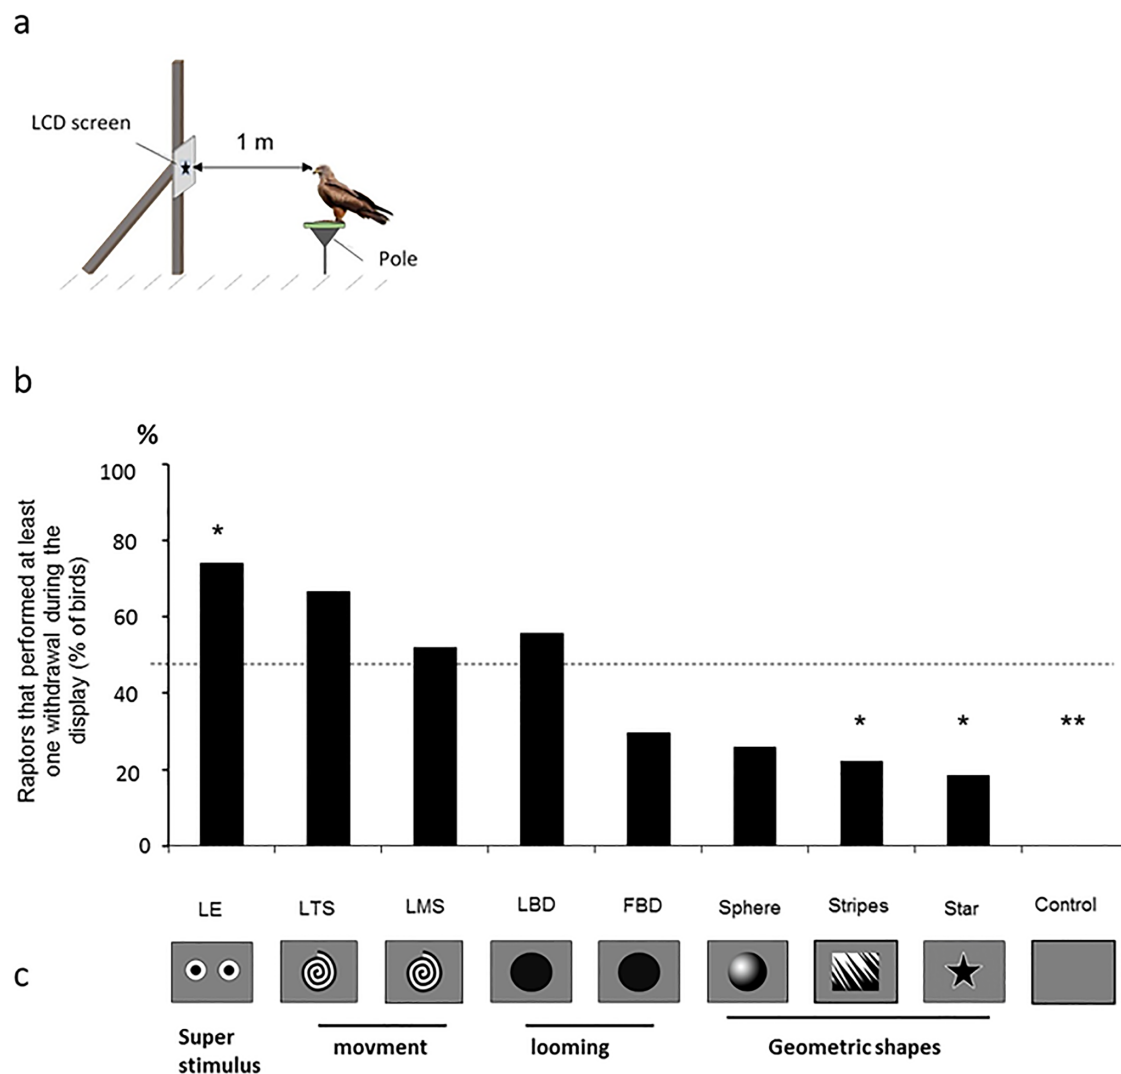 a
LCD screen
1 m
Pole
b
%
Raptors that performed at least
one withdrawal during the
display (% of birds)
100
80
60
40
20
0
*
*
*
**
LE
LTS
LMS
LBD
FBD
Sphere
Stripes
Star
Control
c
Super
stimulus
movment
looming
Geometric shapes